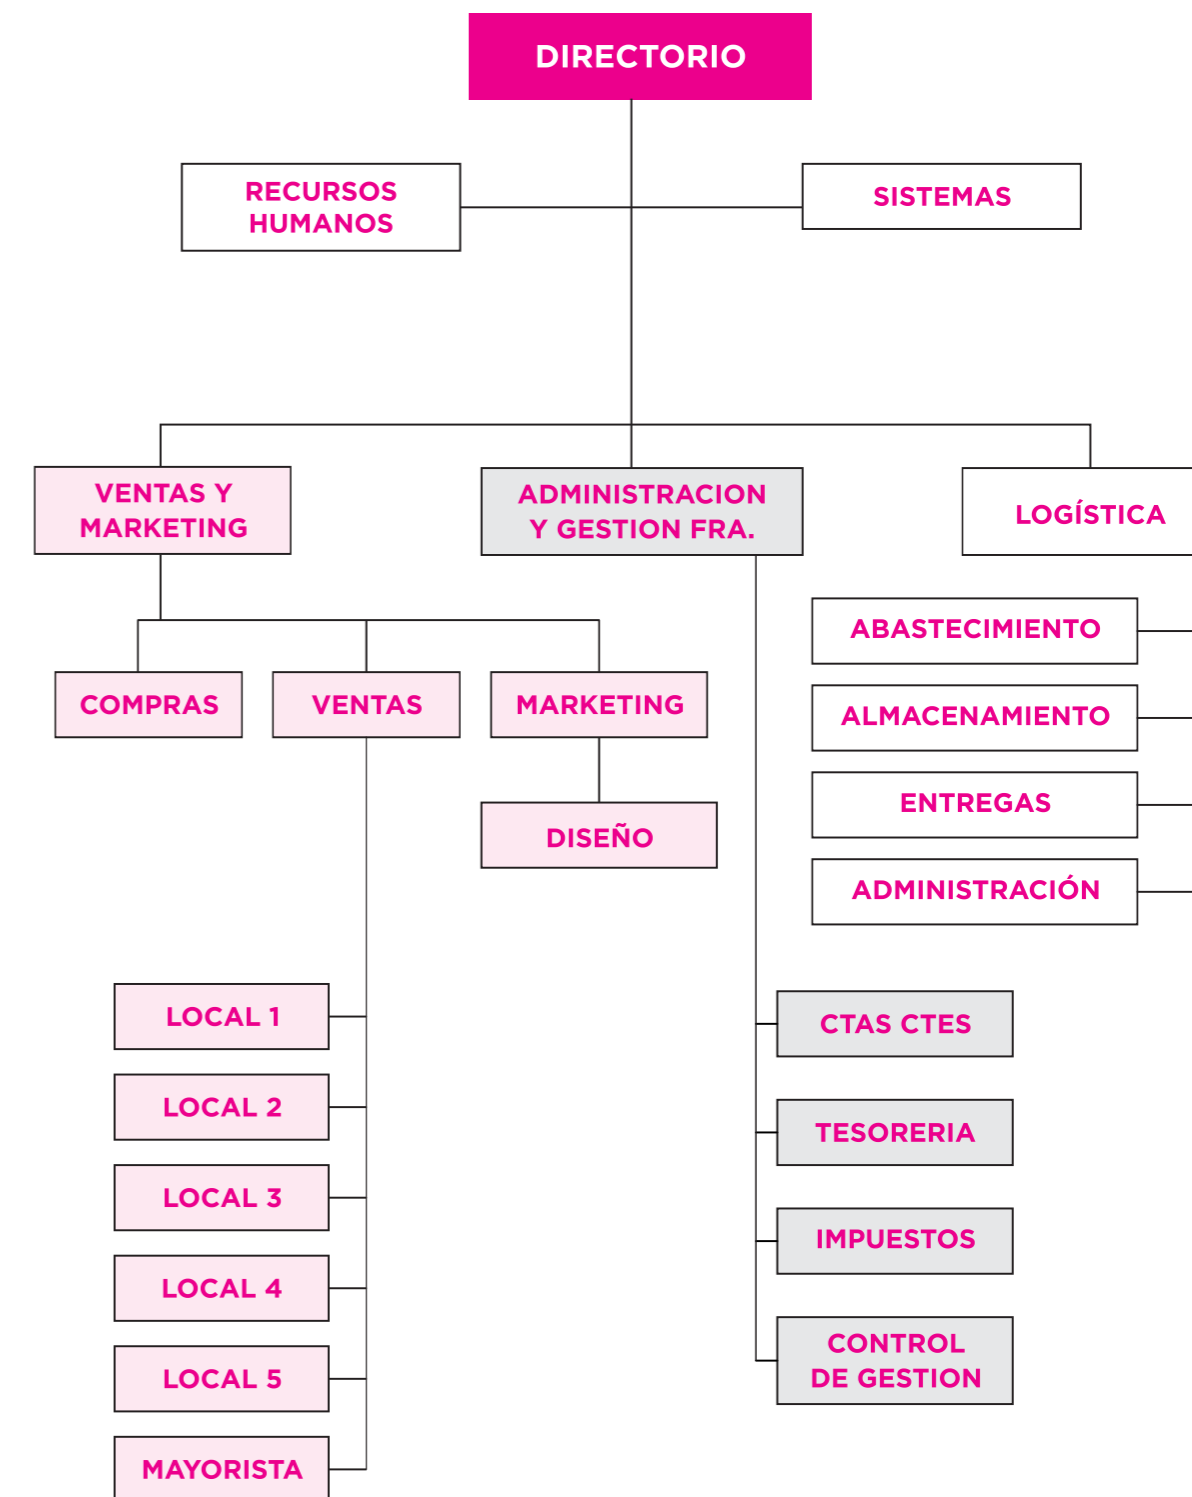 DIRECTORIO
RECURSOS
HUMANOS
SISTEMAS
VENTAS Y
MARKETING
ADMINISTRACION
Y GESTION FRA.
LOGÍSTICA
ABASTECIMIENTO
COMPRAS
VENTAS
MARKETING
ALMACENAMIENTO
ENTREGAS
DISEÑO
ADMINISTRACIÓN
LOCAL 1
LOCAL 2
LOCAL 3
LOCAL 4
LOCAL 5
MAYORISTA
CTAS CTES
TESORERIA
IMPUESTOS
CONTROL
DE GESTION